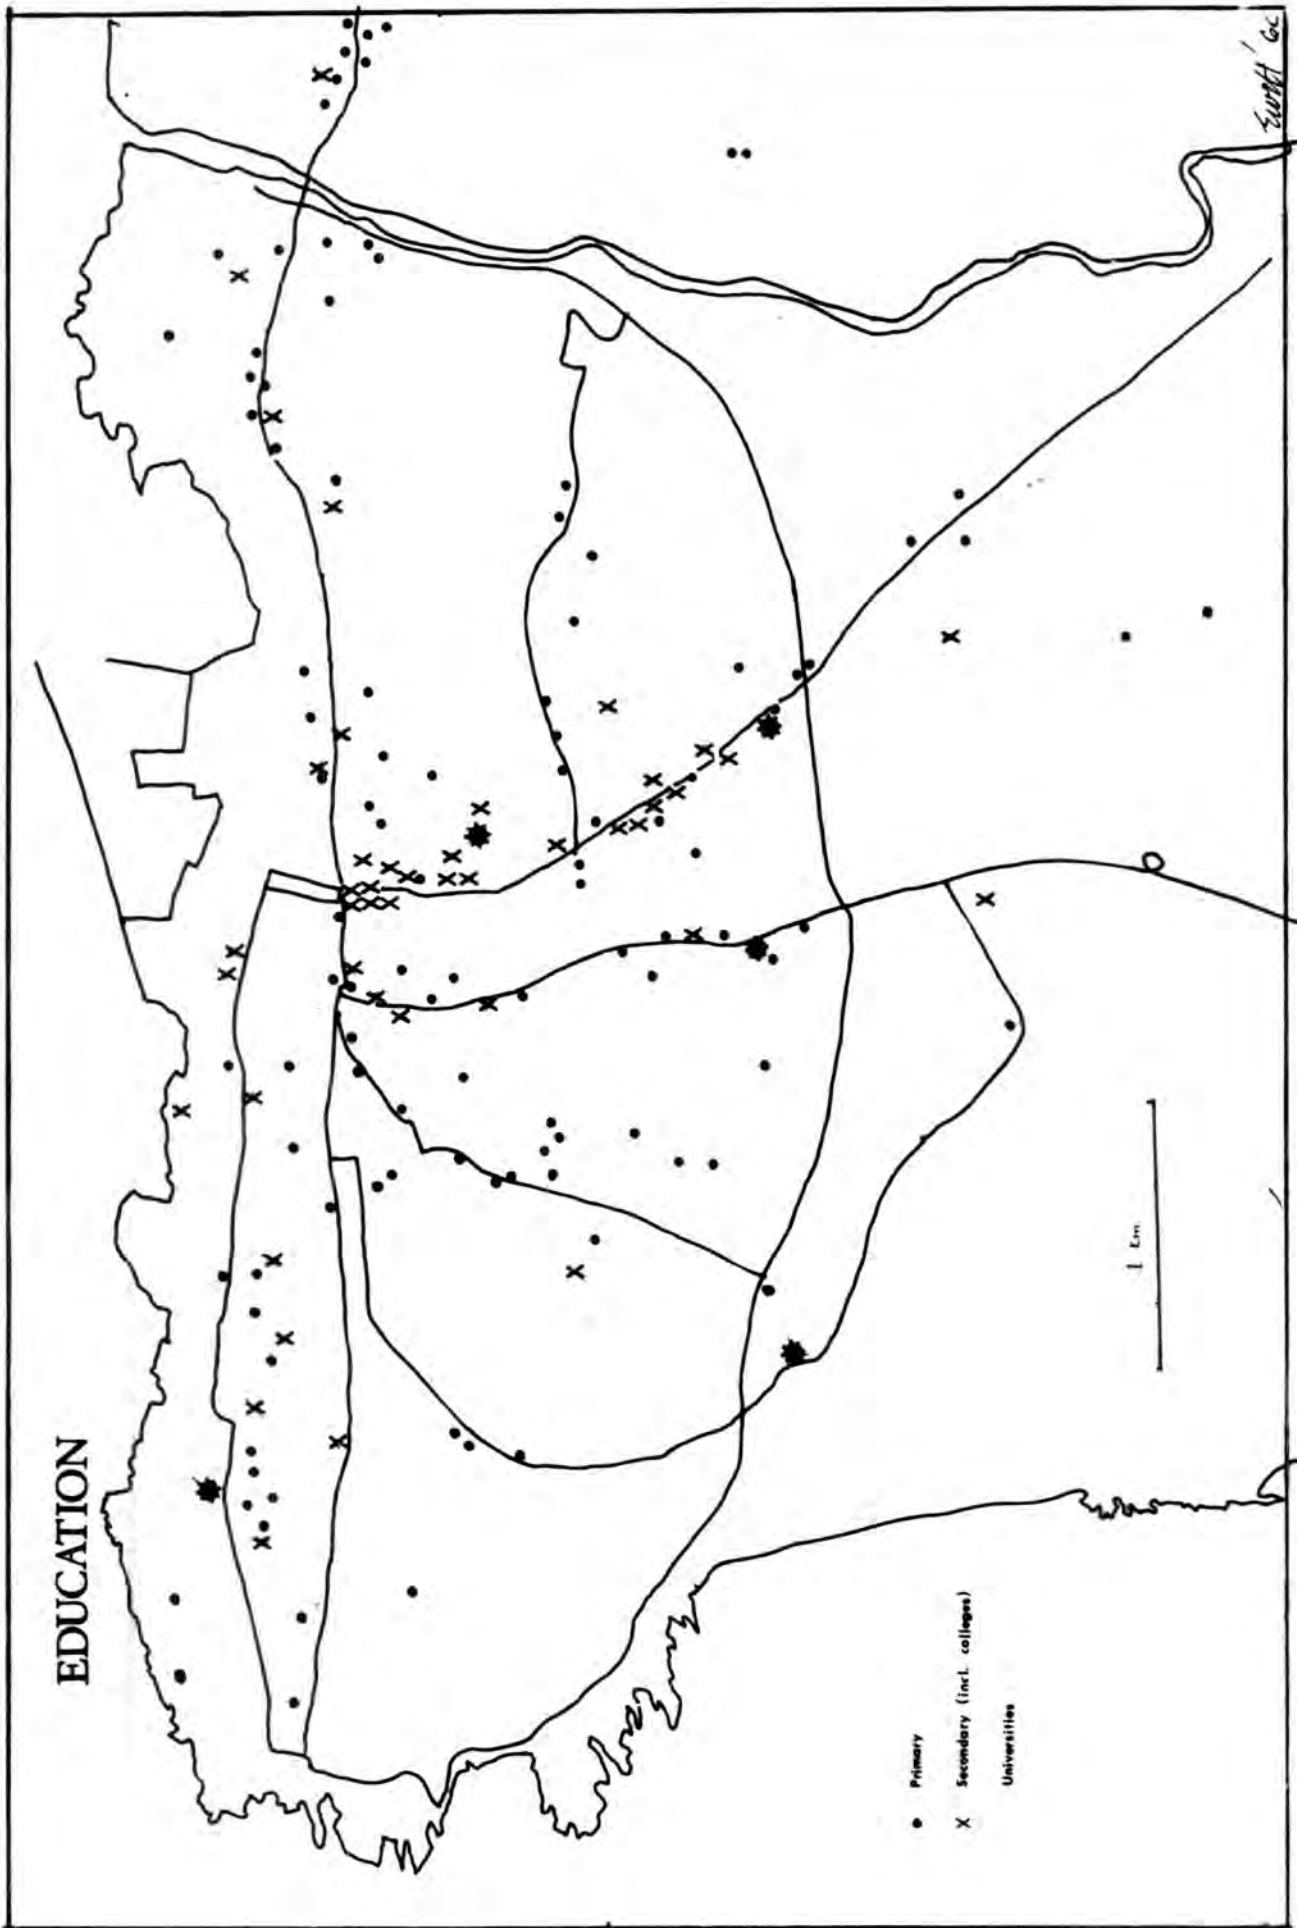 EDUCATION
● Primary
X Secondary (incl. colleges)
Universities
1 Km